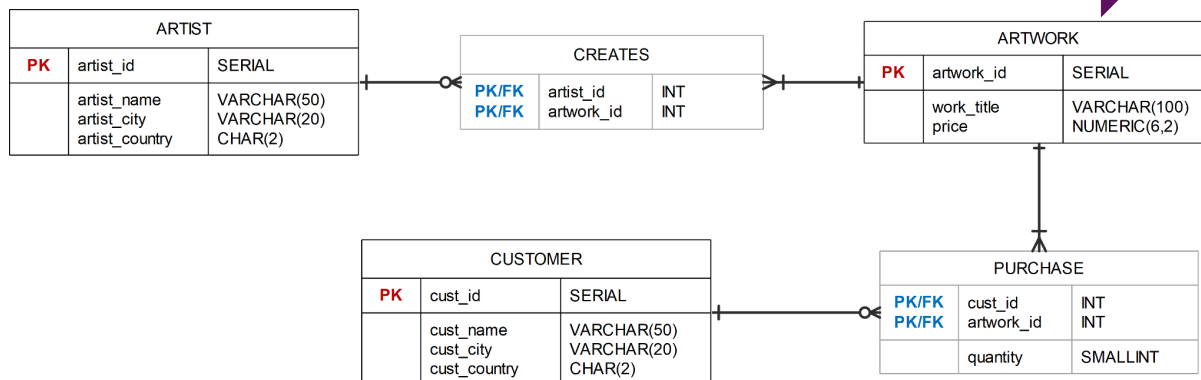 ARTIST
PK artist_id SERIAL
artist_name VARCHAR(50)
artist_city VARCHAR(20)
artist_country CHAR(2)
CREATES
PK/FK artist_id INT
PK/FK artwork_id INT
ARTWORK
PK artwork_id SERIAL
work_title VARCHAR(100)
price NUMERIC(6,2)
CUSTOMER
PK cust_id SERIAL
cust_name VARCHAR(50)
cust_city VARCHAR(20)
cust_country CHAR(2)
PURCHASE
PK/FK cust_id INT
PK/FK artwork_id INT
quantity SMALLINT